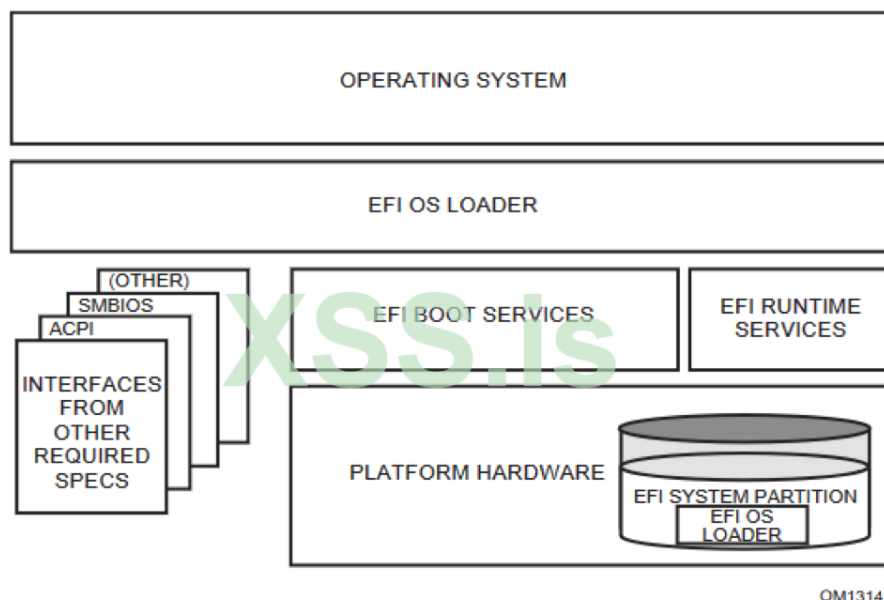 OPERATING SYSTEM
EFI OS LOADER
(OTHER)
SMBIOS
ACPI
INTERFACES
FROM
OTHER
REQUIRED
SPECS
EFI BOOT SERVICES
EFI RUNTIME
SERVICES
XSS.is
PLATFORM HARDWARE
EFI SYSTEM PARTITION
EFI OS
LOADER
OM1314